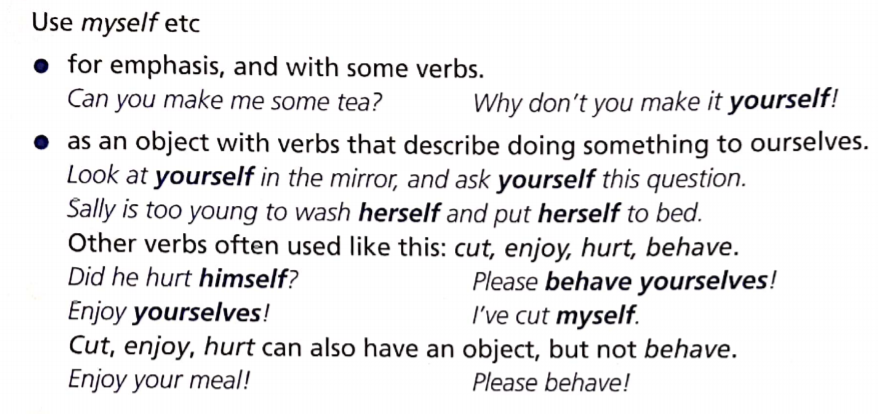 Use myself etc
● for emphasis, and with some verbs.
Can you make me some tea? Why don't you make it yourself!
● as an object with verbs that describe doing something to ourselves.
Look at yourself in the mirror, and ask yourself this question.
Sally is too young to wash herself and put herself to bed.
Other verbs often used like this: cut, enjoy, hurt, behave.
Did he hurt himself? Please behave yourselves!
Enjoy yourselves! I've cut myself.
Cut, enjoy, hurt can also have an object, but not behave.
Enjoy your meal! Please behave!